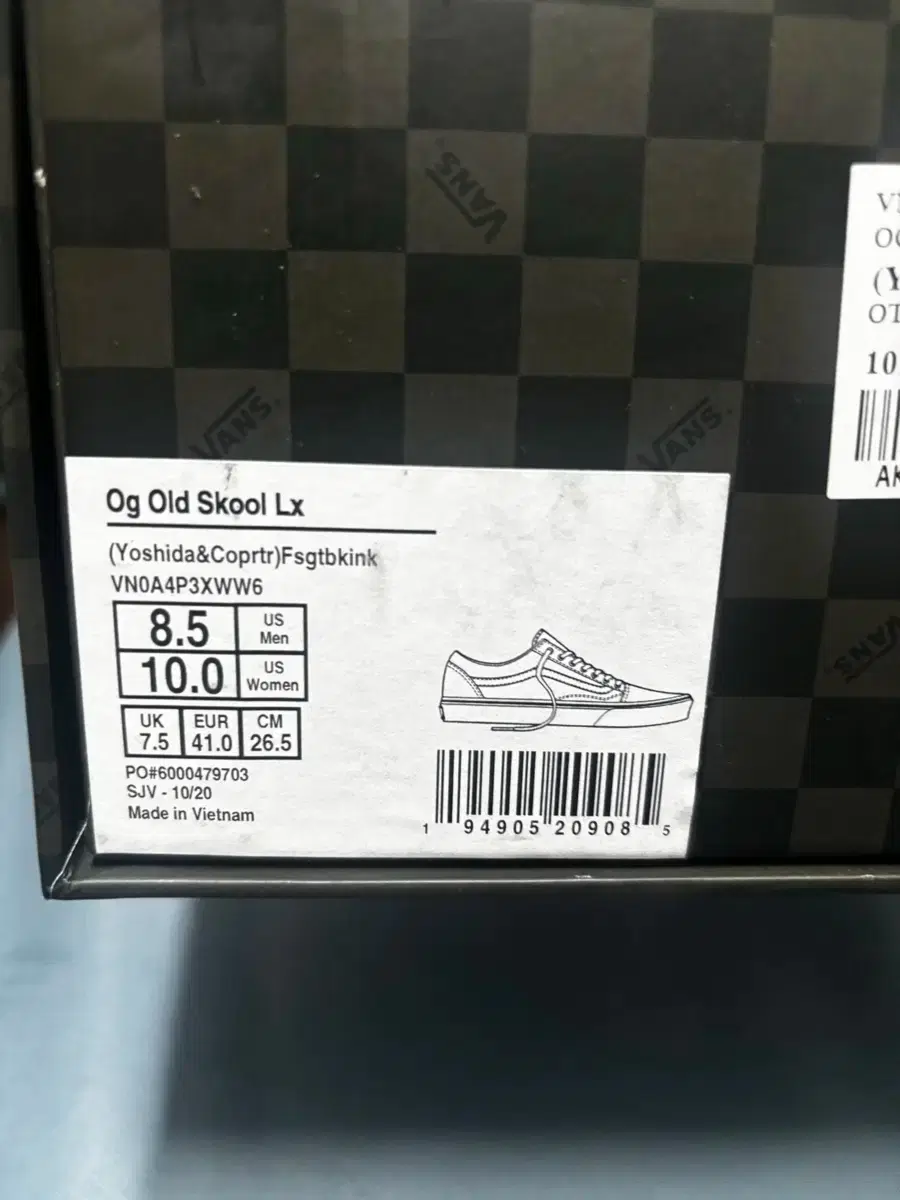 VANS
VANS
VANS
VANS
Og Old Skool Lx
(Yoshida&Coprtr)Fsgtbkink
VN0A4P3XWW6
8.5 US Men
10.0 US Women
UK EUR CM
7.5 41.0 26.5
PO#6000479703
SJV - 10/20
Made in Vietnam
1 94905 20908 5
(Y
10
AK